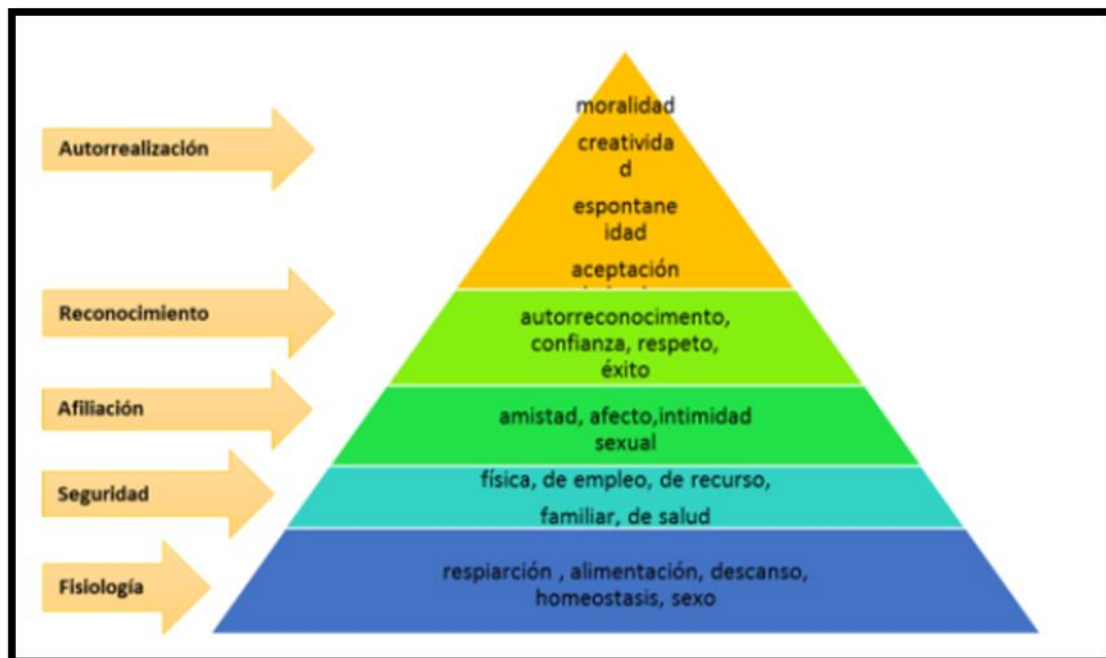 moralidad
creativida
d
Autorrealización
espontane
idad
aceptación
Reconocimiento
autorreconocimento,
confianza, respeto,
éxito
Afiliación
amistad, afecto,intimidad
sexual
Seguridad
física, de empleo, de recurso,
familiar, de salud
Fisiología
respiarción , alimentación, descanso,
homeostasis, sexo